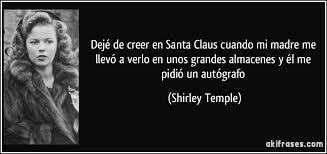 Dejé de creer en Santa Claus cuando mi madre me
llevó a verlo en unos grandes almacenes y él me
pidió un autógrafo
(Shirley Temple)
akifrases.com